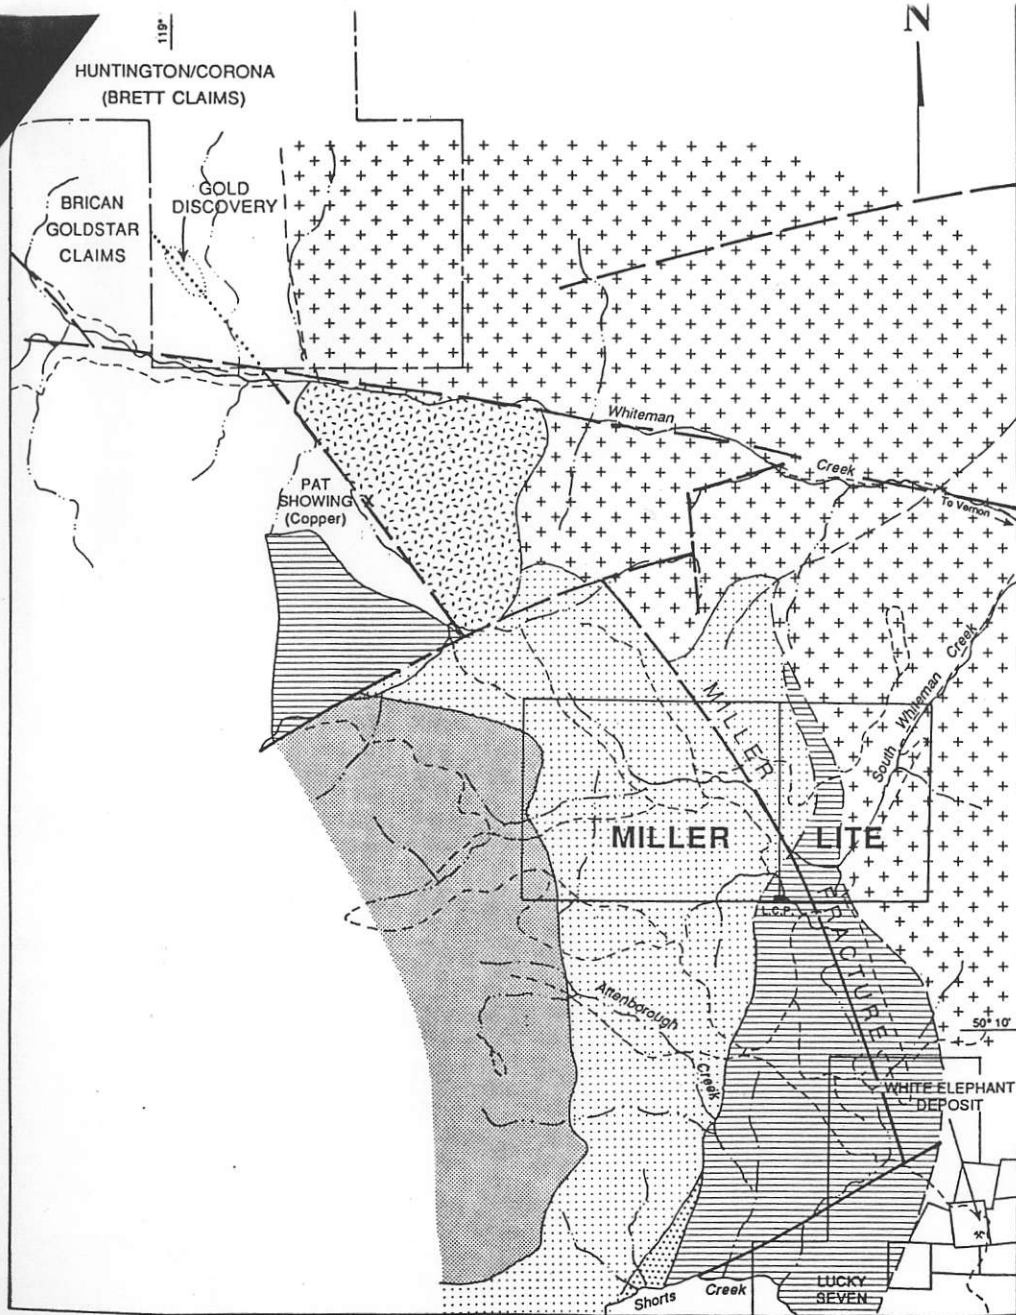 N
119°
HUNTINGTON/CORONA
(BRETT CLAIMS)
GOLD
DISCOVERY
BRICAN
GOLDSTAR
CLAIMS
Whiteman
Creek
To Vernon
PAT
SHOWING
(Copper)
South Whiteman Creek
MILLER
FRACTURE
MILLER LITE
L.C.P.
Attenborough
Creek
50° 10'
WHITE ELEPHANT
DEPOSIT
LUCKY
SEVEN
Shorts Creek